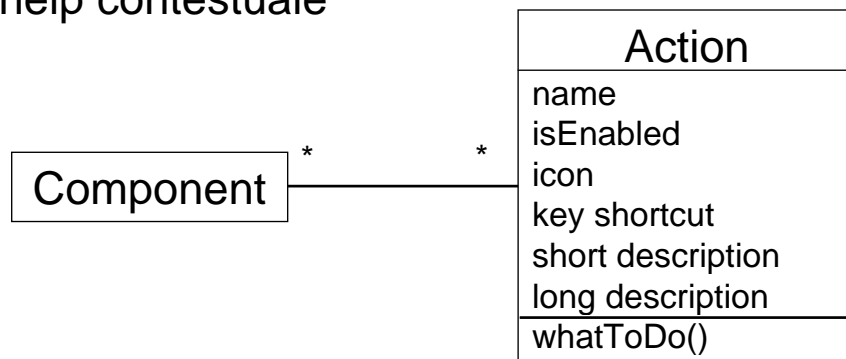 help contestuale
Action
name
isEnabled
icon
key shortcut
short description
long description
whatToDo()
Component
*
*